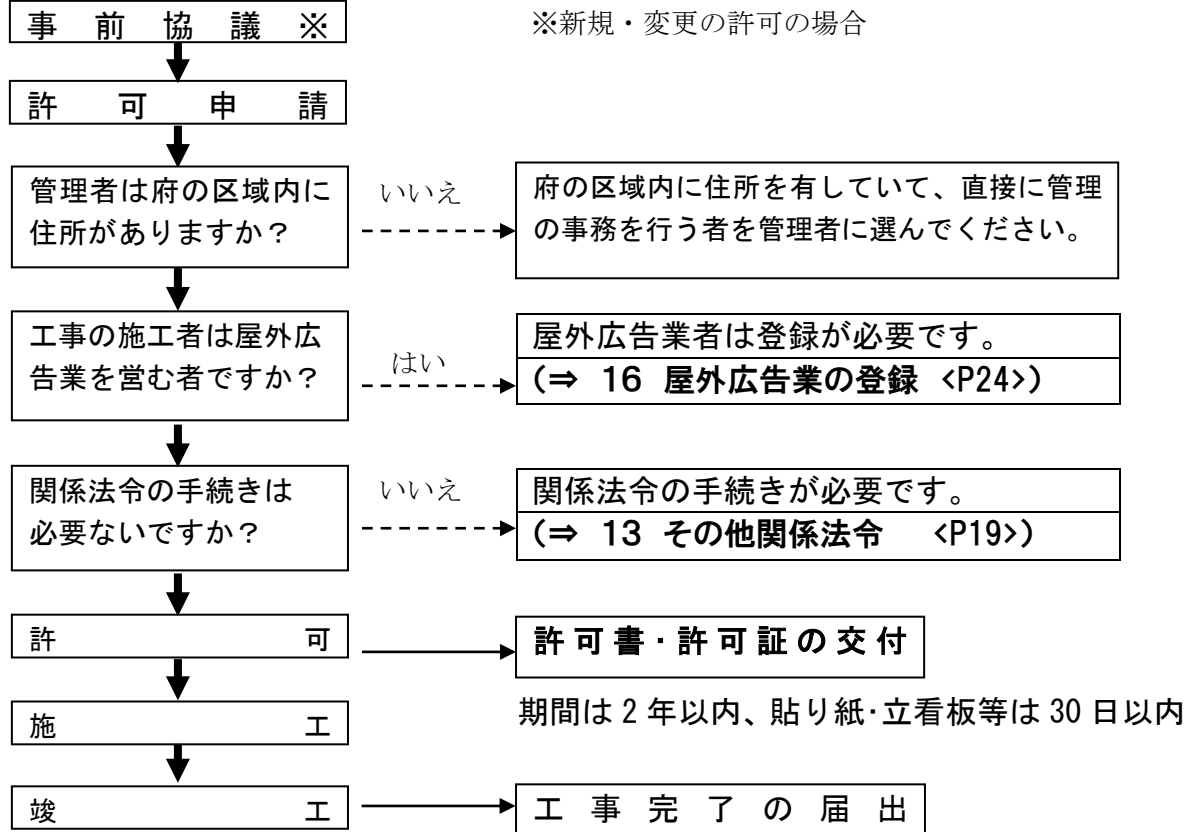 事前協議※
※新規・変更の許可の場合
許可申請
管理者は府の区域内に
住所がありますか？
いいえ
府の区域内に住所を有していて、直接に管理
の事務を行う者を管理者に選んでください。
工事の施工者は屋外広
告業を営む者ですか？
はい
屋外広告業者は登録が必要です。
（⇒ 16 屋外広告業の登録 <P24>）
関係法令の手続きは
必要ないですか？
いいえ
関係法令の手続きが必要です。
（⇒ 13 その他関係法令 <P19>）
許可
許可書・許可証の交付
期間は2年以内、貼り紙・立看板等は30日以内
施工
竣工
工事完了の届出